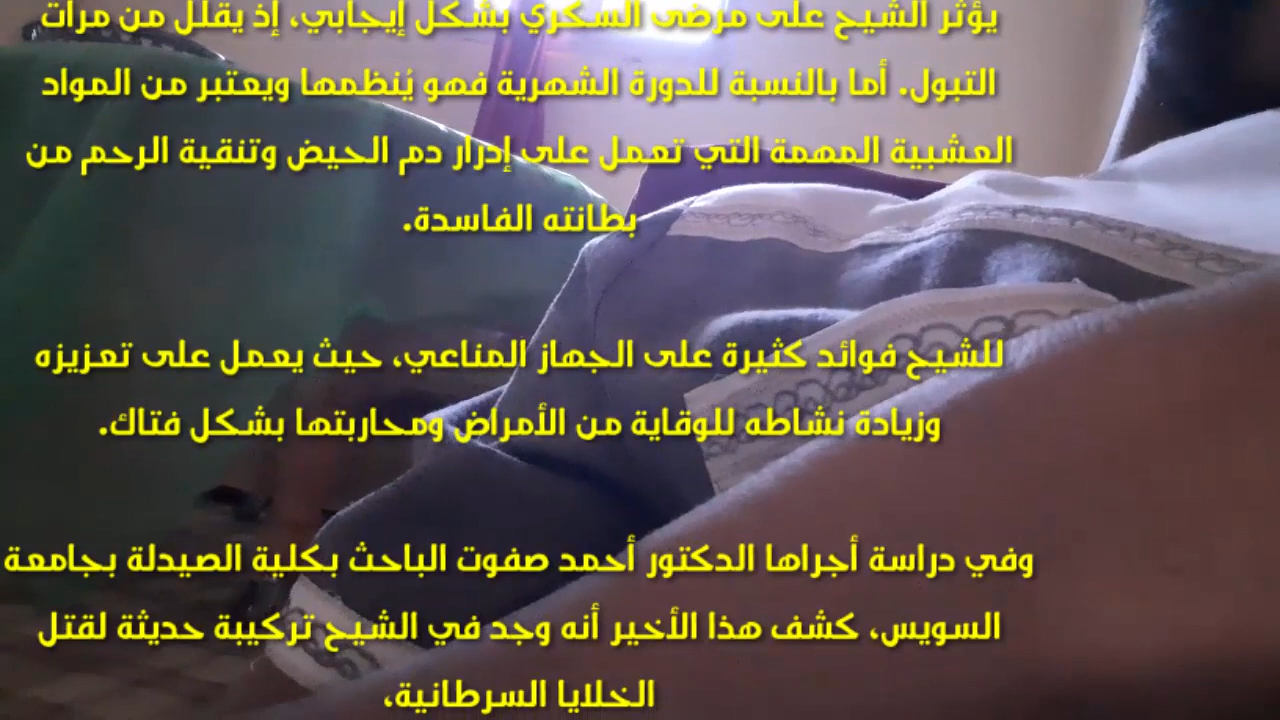 يؤثر الشيح على مرضى السكري بشكل إيجابي، إذ يقلل من مرات
التبول. أما بالنسبة للدورة الشهرية فهو يُنظمها ويعتبر من المواد
العشبية المهمة التي تعمل على إدرار دم الحيض وتنقية الرحم من
بطانته الفاسدة.
للشيح فوائد كثيرة على الجهاز المناعي، حيث يعمل على تعزيزه
وزيادة نشاطه للوقاية من الأمراض ومحاربتها بشكل فتاك.
وفي دراسة أجراها الدكتور أحمد صفوت الباحث بكلية الصيدلة بجامعة
السويس، كشف هذا الأخير أنه وجد في الشيح تركيبة حديثة لقتل
الخلايا السرطانية،